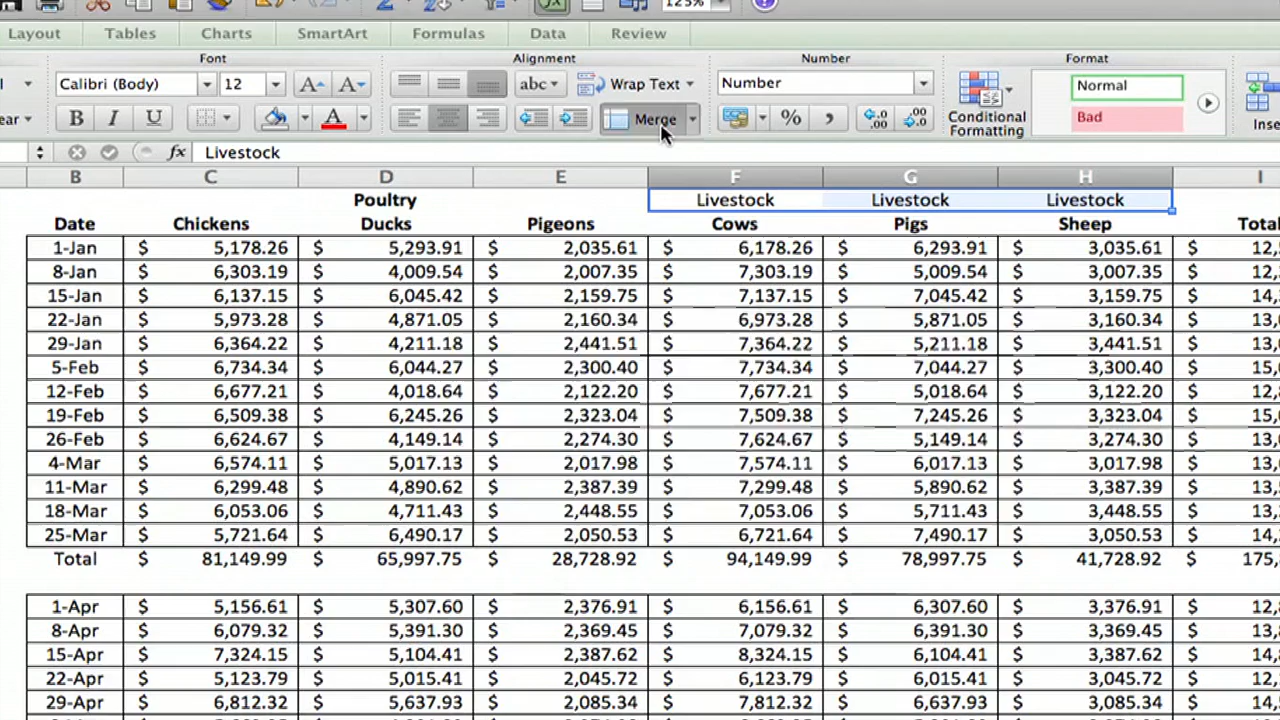 125%
Layout Tables Charts SmartArt Formulas Data Review
Font Alignment Number Format
Calibri (Body) 12 A A abc Wrap Text Number Normal
B I U A Merge % , .00 .0 Conditional Formatting Bad
fx Livestock
B C D E F G H I
Poultry Livestock Livestock Livestock
Date Chickens Ducks Pigeons Cows Pigs Sheep
1-Jan $ 5,178.26 $ 5,293.91 $ 2,035.61 $ 6,178.26 $ 6,293.91 $ 3,035.61 $
8-Jan $ 6,303.19 $ 4,009.54 $ 2,007.35 $ 7,303.19 $ 5,009.54 $ 3,007.35 $
15-Jan $ 6,137.15 $ 6,045.42 $ 2,159.75 $ 7,137.15 $ 7,045.42 $ 3,159.75 $
22-Jan $ 5,973.28 $ 4,871.05 $ 2,160.34 $ 6,973.28 $ 5,871.05 $ 3,160.34 $
29-Jan $ 6,364.22 $ 4,211.18 $ 2,441.51 $ 7,364.22 $ 5,211.18 $ 3,441.51 $
5-Feb $ 6,734.34 $ 6,044.27 $ 2,300.40 $ 7,734.34 $ 7,044.27 $ 3,300.40 $
12-Feb $ 6,677.21 $ 4,018.64 $ 2,122.20 $ 7,677.21 $ 5,018.64 $ 3,122.20 $
19-Feb $ 6,509.38 $ 6,245.26 $ 2,323.04 $ 7,509.38 $ 7,245.26 $ 3,323.04 $
26-Feb $ 6,624.67 $ 4,149.14 $ 2,274.30 $ 7,624.67 $ 5,149.14 $ 3,274.30 $
4-Mar $ 6,574.11 $ 5,017.13 $ 2,017.98 $ 7,574.11 $ 6,017.13 $ 3,017.98 $
11-Mar $ 6,299.48 $ 4,890.62 $ 2,387.39 $ 7,299.48 $ 5,890.62 $ 3,387.39 $
18-Mar $ 6,053.06 $ 4,711.43 $ 2,448.55 $ 7,053.06 $ 5,711.43 $ 3,448.55 $
25-Mar $ 5,721.64 $ 6,490.17 $ 2,050.53 $ 6,721.64 $ 7,490.17 $ 3,050.53 $
Total $ 81,149.99 $ 65,997.75 $ 28,728.92 $ 94,149.99 $ 78,997.75 $ 41,728.92 $
1-Apr $ 5,156.61 $ 5,307.60 $ 2,376.91 $ 6,156.61 $ 6,307.60 $ 3,376.91 $
8-Apr $ 6,079.32 $ 5,391.30 $ 2,369.45 $ 7,079.32 $ 6,391.30 $ 3,369.45 $
15-Apr $ 7,324.15 $ 5,104.41 $ 2,387.62 $ 8,324.15 $ 6,104.41 $ 3,387.62 $
22-Apr $ 5,123.79 $ 5,015.41 $ 2,045.72 $ 6,123.79 $ 6,015.41 $ 3,045.72 $
29-Apr $ 6,812.32 $ 5,637.93 $ 2,085.34 $ 7,812.32 $ 6,637.93 $ 3,085.34 $